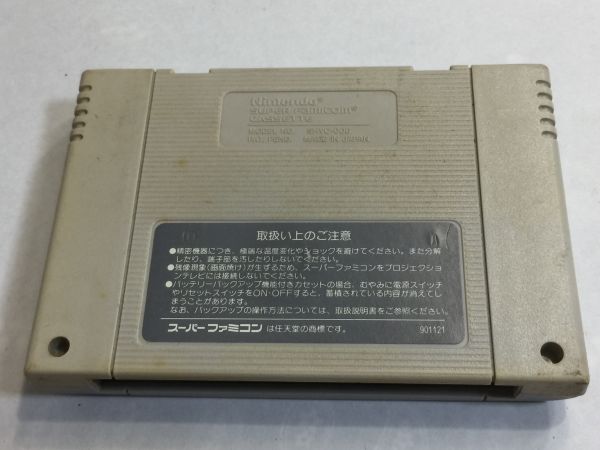 Nintendo®
SUPER FAMICOM®
CASSETTE
MODEL NO.
PAT. PEND. MADE IN JAPAN
取扱い上のご注意
●精密機器につき、極端な温度変化やショックを避けてください。また分解
したり、端子部を汚したりしないでください。
●残像現象(画面焼け)が生ずるため、スーパーファミコンをプロジェクショ
ンテレビには接続しないでください。
●バッテリーバックアップ機能付きカセットの場合、むやみに電源スイッチ
やリセットスイッチをON・OFFすると、蓄積されている内容が消えてし
まうことがあります。
なお、バックアップの操作方法については、取扱説明書をご参照ください。
スーパーファミコン は任天堂の商標です。
901121